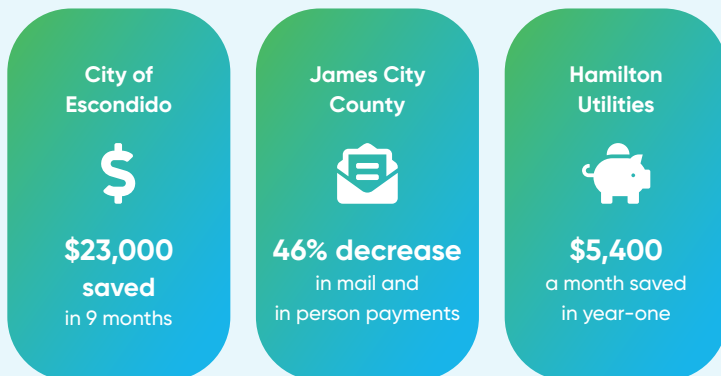 City of
Escondido
$23,000
saved
in 9 months
James City
County
46% decrease
in mail and
in person payments
Hamilton
Utilities
$5,400
a month saved
in year-one